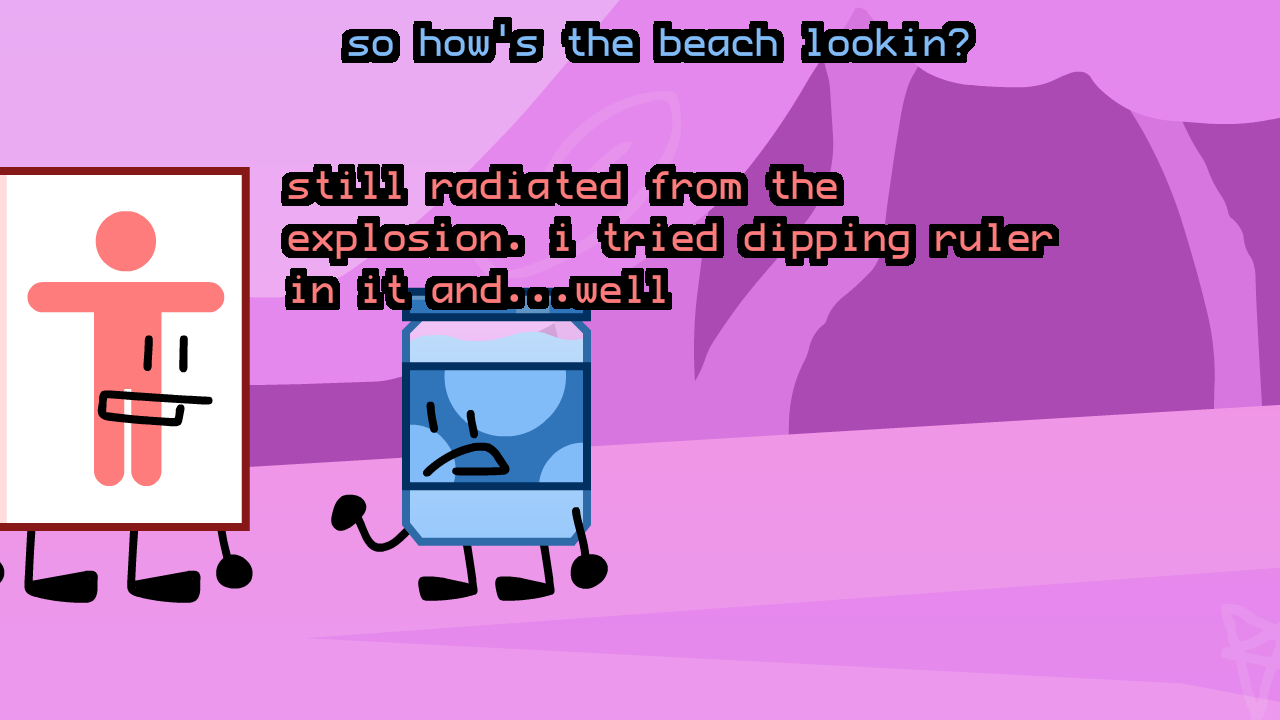 so how's the beach lookin?
still radiated from the
explosion. i tried dipping ruler
in it and...well